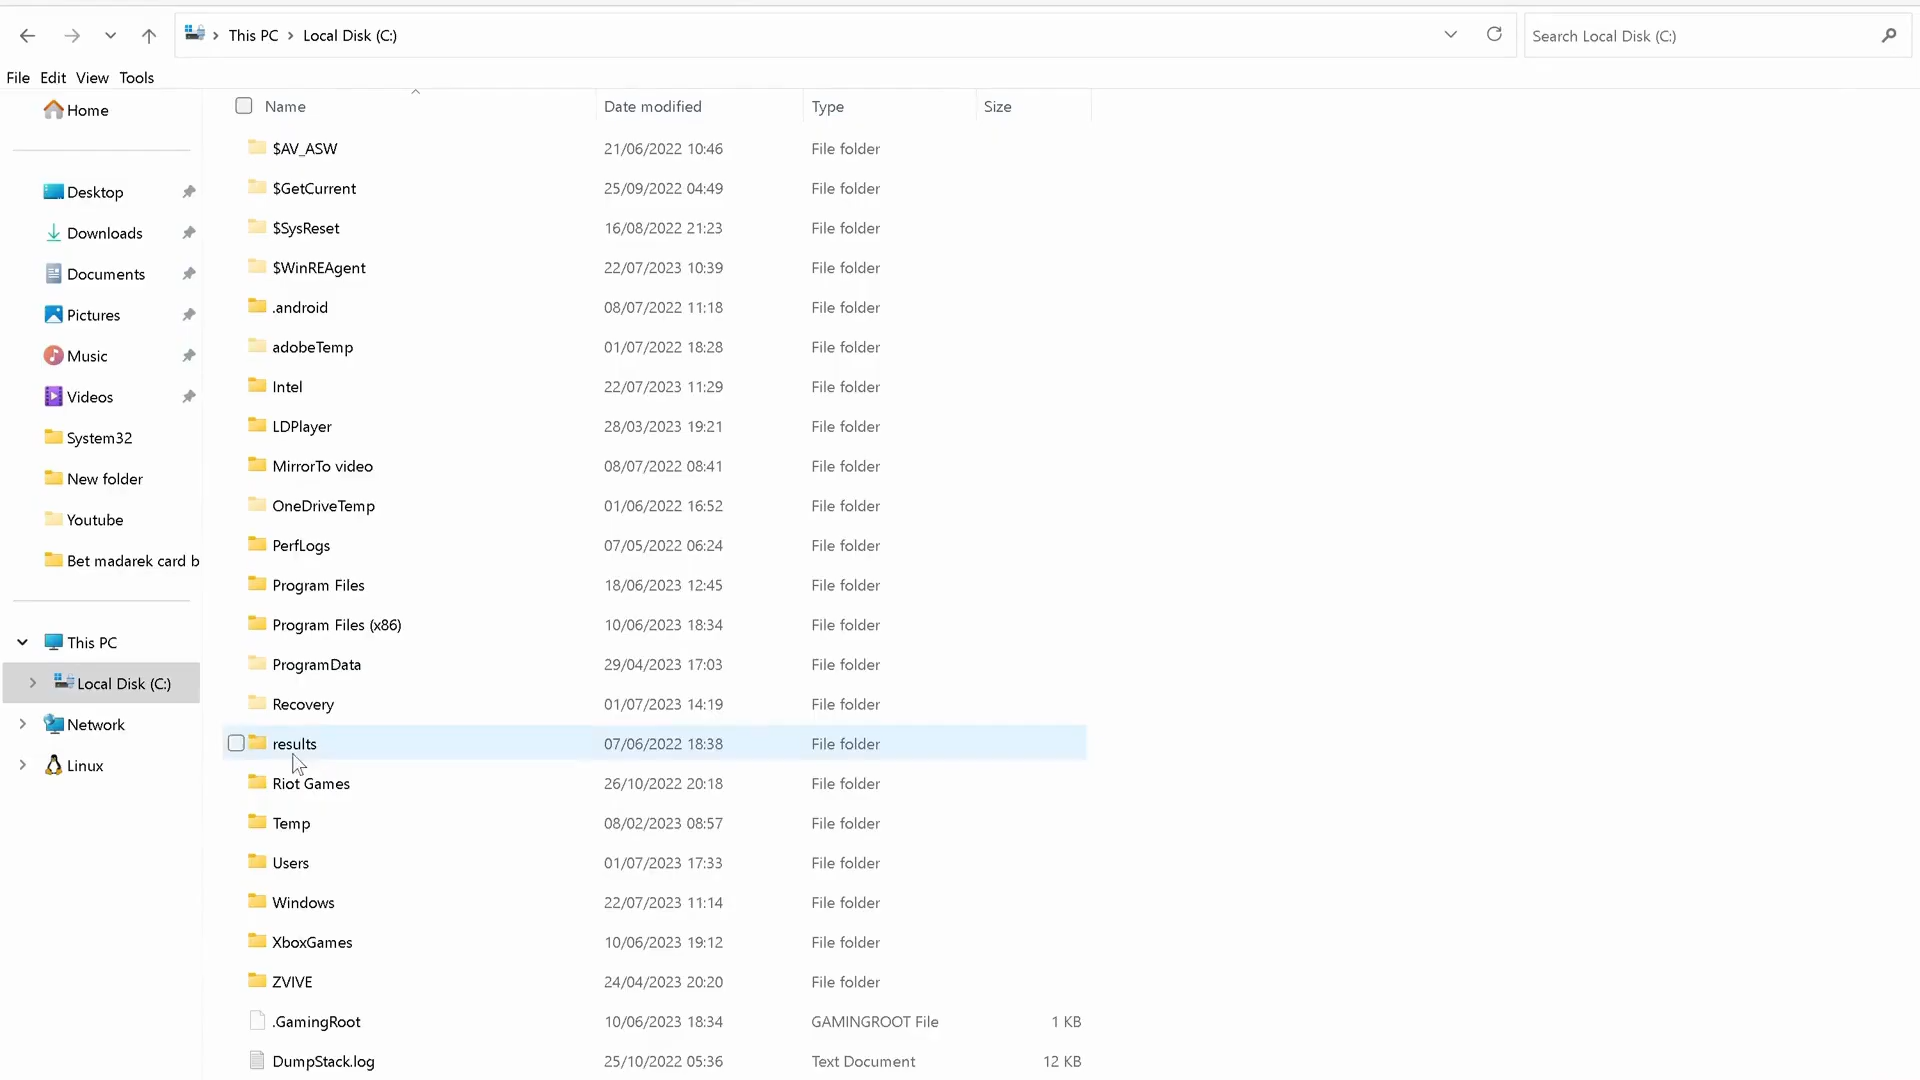 This PC > Local Disk (C:)
Search Local Disk (C:)
File Edit View Tools
Home
Desktop
Downloads
Documents
Pictures
Music
Videos
System32
New folder
Youtube
Bet madarek card b
This PC
Local Disk (C:)
Network
Linux
Name Date modified Type Size
$AV_ASW 21/06/2022 10:46 File folder
$GetCurrent 25/09/2022 04:49 File folder
$SysReset 16/08/2022 21:23 File folder
$WinREAgent 22/07/2023 10:39 File folder
.android 08/07/2022 11:18 File folder
adobeTemp 01/07/2022 18:28 File folder
Intel 22/07/2023 11:29 File folder
LDPlayer 28/03/2023 19:21 File folder
MirrorTo video 08/07/2022 08:41 File folder
OneDriveTemp 01/06/2022 16:52 File folder
PerfLogs 07/05/2022 06:24 File folder
Program Files 18/06/2023 12:45 File folder
Program Files (x86) 10/06/2023 18:34 File folder
ProgramData 29/04/2023 17:03 File folder
Recovery 01/07/2023 14:19 File folder
results 07/06/2022 18:38 File folder
Riot Games 26/10/2022 20:18 File folder
Temp 08/02/2023 08:57 File folder
Users 01/07/2023 17:33 File folder
Windows 22/07/2023 11:14 File folder
XboxGames 10/06/2023 19:12 File folder
ZVIVE 24/04/2023 20:20 File folder
.GamingRoot 10/06/2023 18:34 GAMINGROOT File 1 KB
DumpStack.log 25/10/2022 05:36 Text Document 12 KB